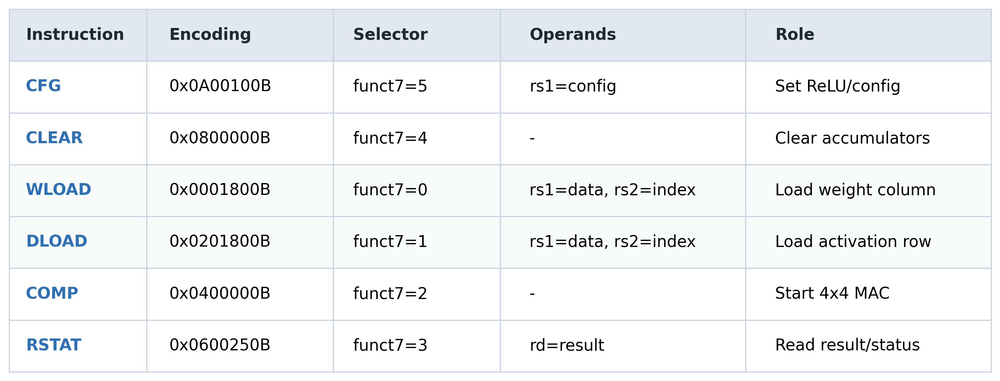 Instruction Encoding Selector Operands Role
CFG 0x0A00100B funct7=5 rs1=config Set ReLU/config
CLEAR 0x0800000B funct7=4 - Clear accumulators
WLOAD 0x0001800B funct7=0 rs1=data, rs2=index Load weight column
DLOAD 0x0201800B funct7=1 rs1=data, rs2=index Load activation row
COMP 0x0400000B funct7=2 - Start 4x4 MAC
RSTAT 0x0600250B funct7=3 rd=result Read result/status